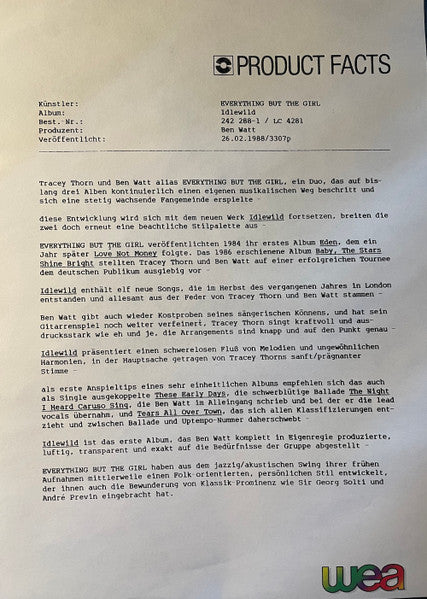 PRODUCT FACTS
Künstler: EVERYTHING BUT THE GIRL
Album: Idlewild
Best.-Nr.: 242 288-1 / LC 4281
Produzent: Ben Watt
Veröffentlicht: 26.02.1988/3307p
Tracey Thorn und Ben Watt alias EVERYTHING BUT THE GIRL, ein Duo, das auf bis-
lang drei Alben kontinuierlich einen eigenen musikalischen Weg beschritt und
sich eine stetig wachsende Fangemeinde erspielte -
diese Entwicklung wird sich mit dem neuen Werk Idlewild fortsetzen, breiten die
zwei doch erneut eine beachtliche Stilpalette aus -
EVERYTHING BUT THE GIRL veröffentlichten 1984 ihr erstes Album Eden, dem ein
Jahr später Love Not Money folgte. Das 1986 erschienene Album Baby, The Stars
Shine Bright stellten Tracey Thorn und Ben Watt auf einer erfolgreichen Tournee
dem deutschen Publikum ausgiebig vor -
Idlewild enthält elf neue Songs, die im Herbst des vergangenen Jahres in London
entstanden und allesamt aus der Feder von Tracey Thorn und Ben Watt stammen -
Ben Watt gibt auch wieder Kostproben seines sängerischen Könnens, und hat sein
Gitarrenspiel noch weiter verfeinert, Tracey Thorn singt kraftvoll und aus-
drucksstark wie eh und je, die Arrangements sind knapp und auf den Punkt genau -
Idlewild präsentiert einen schwerelosen Fluß von Melodien und ungewöhnlichen
Harmonien, in der Hauptsache getragen von Tracey Thorns sanft/prägnanter
Stimme -
als erste Anspieltips eines sehr einheitlichen Albums empfehlen sich das auch
als Single ausgekoppelte These Early Days, die schwerblütige Ballade The Night
I Heard Caruso Sing, die Ben Watt im Alleingang schrieb und bei der er die lead
vocals übernahm, und Tears All Over Town, das sich allen Klassifizierungen ent-
zieht und zwischen Ballade und Uptempo-Nummer daherschwebt -
Idlewild ist das erste Album, das Ben Watt komplett in Eigenregie produzierte,
luftig, transparent und exakt auf die Bedürfnisse der Gruppe abgestellt -
EVERYTHING BUT THE GIRL haben aus dem jazzig/akustischen Swing ihrer frühen
Aufnahmen mittlerweile einen Folk-orientierten, persönlichen Stil entwickelt,
der ihnen auch die Bewunderung von Klassik-Prominenz wie Sir Georg Solti und
André Previn eingebracht hat.
wea